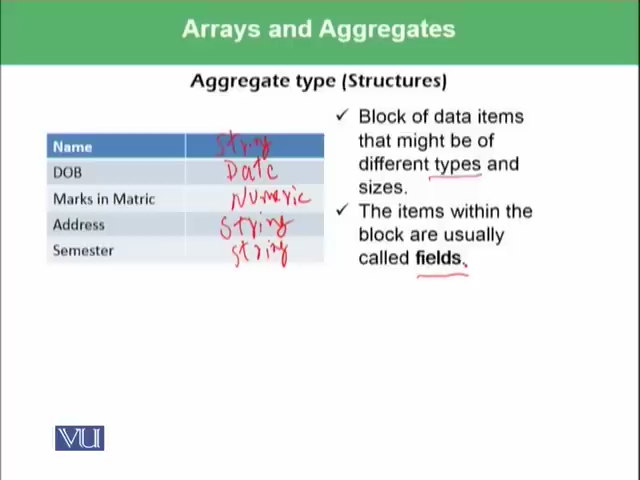 Arrays and Aggregates
Aggregate type (Structures)
Name String
DOB Date
Marks in Matric Numeric
Address String
Semester String
✓ Block of data items
that might be of
different types and
sizes.
✓ The items within the
block are usually
called fields.
VU